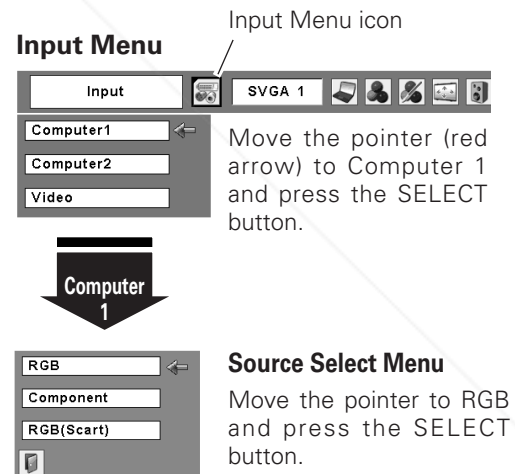 Input Menu icon
Input Menu
Input
SVGA 1
Computer1
Computer2
Video
Move the pointer (red
arrow) to Computer 1
and press the SELECT
button.
Computer
1
RGB
Component
RGB(Scart)
Source Select Menu
Move the pointer to RGB
and press the SELECT
button.